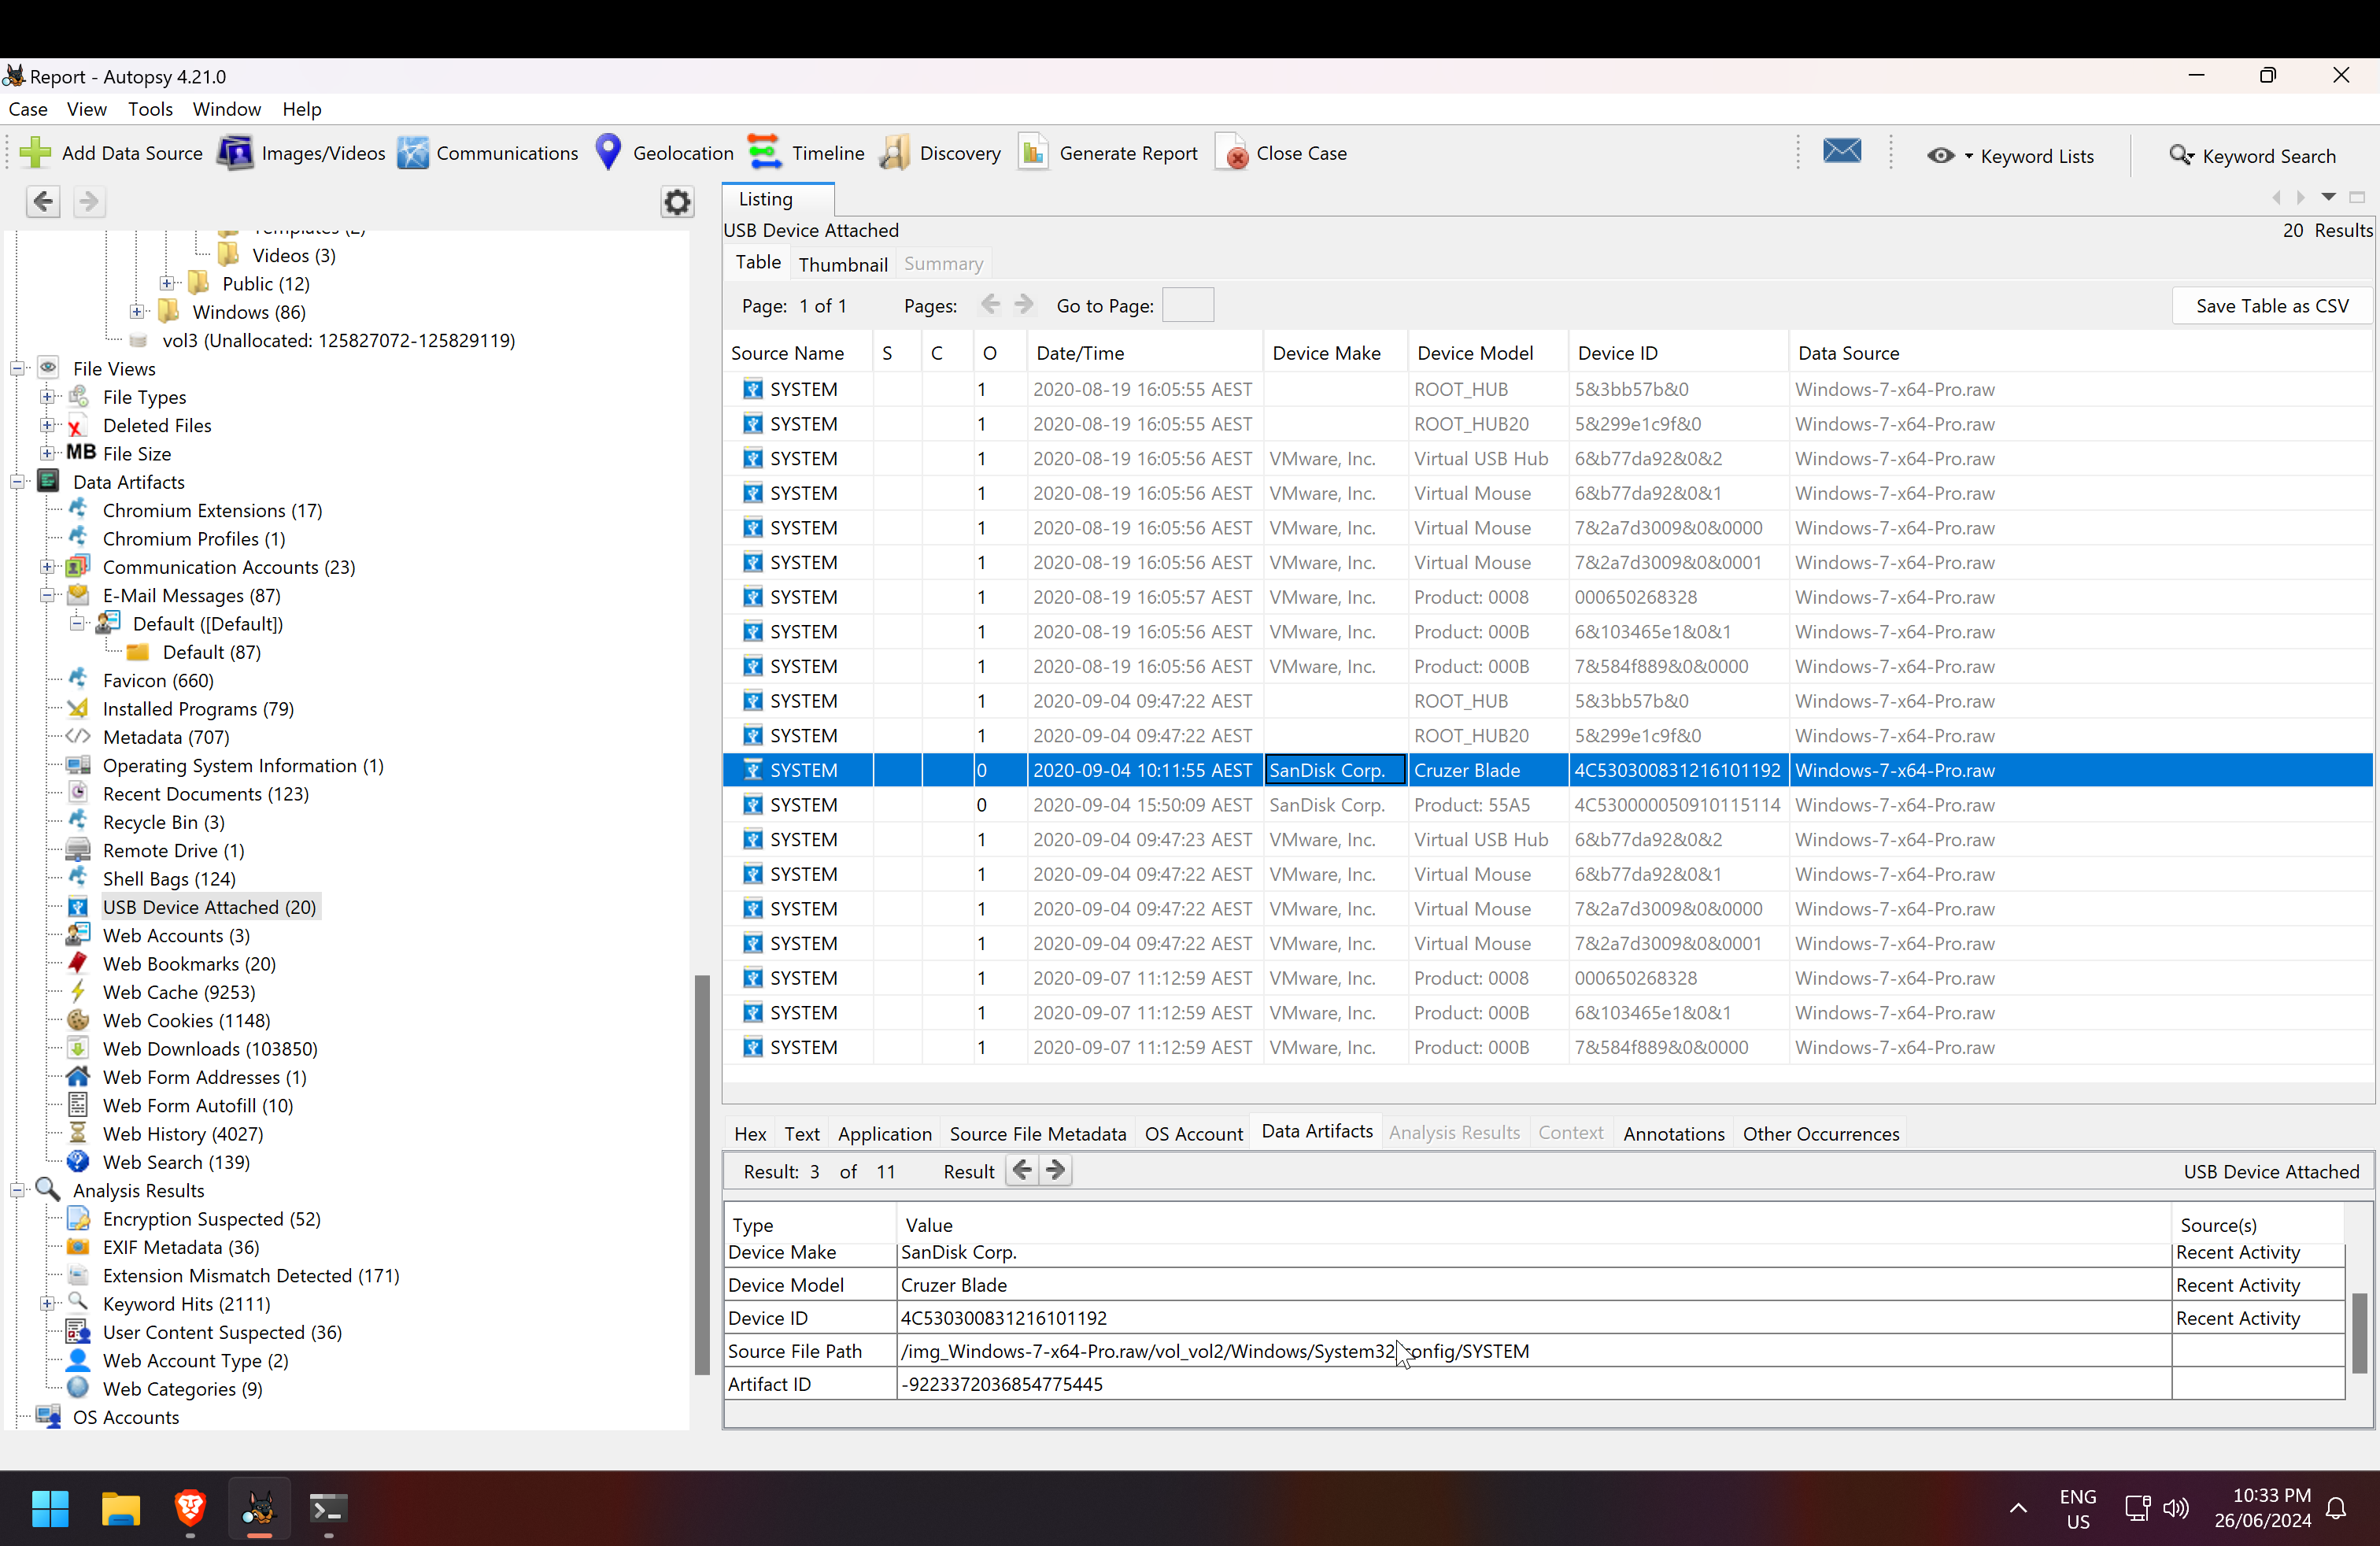 Report - Autopsy 4.21.0
Case View Tools Window Help
Add Data Source Images/Videos Communications Geolocation Timeline Discovery Generate Report Close Case Keyword Lists Keyword Search
Listing
USB Device Attached 20 Results
Table Thumbnail Summary
Page: 1 of 1 Pages: Go to Page: Save Table as CSV
Source Name S C O Date/Time Device Make Device Model Device ID Data Source
SYSTEM 1 2020-08-19 16:05:55 AEST ROOT_HUB 5&3bb57b&0 Windows-7-x64-Pro.raw
SYSTEM 1 2020-08-19 16:05:55 AEST ROOT_HUB20 5&299e1c9f&0 Windows-7-x64-Pro.raw
SYSTEM 1 2020-08-19 16:05:56 AEST VMware, Inc. Virtual USB Hub 6&b77da92&0&2 Windows-7-x64-Pro.raw
SYSTEM 1 2020-08-19 16:05:56 AEST VMware, Inc. Virtual Mouse 6&b77da92&0&1 Windows-7-x64-Pro.raw
SYSTEM 1 2020-08-19 16:05:56 AEST VMware, Inc. Virtual Mouse 7&2a7d3009&0&0000 Windows-7-x64-Pro.raw
SYSTEM 1 2020-08-19 16:05:56 AEST VMware, Inc. Virtual Mouse 7&2a7d3009&0&0001 Windows-7-x64-Pro.raw
SYSTEM 1 2020-08-19 16:05:57 AEST VMware, Inc. Product: 0008 000650268328 Windows-7-x64-Pro.raw
SYSTEM 1 2020-08-19 16:05:56 AEST VMware, Inc. Product: 000B 6&103465e1&0&1 Windows-7-x64-Pro.raw
SYSTEM 1 2020-08-19 16:05:56 AEST VMware, Inc. Product: 000B 7&584f889&0&0000 Windows-7-x64-Pro.raw
SYSTEM 1 2020-09-04 09:47:22 AEST ROOT_HUB 5&3bb57b&0 Windows-7-x64-Pro.raw
SYSTEM 1 2020-09-04 09:47:22 AEST ROOT_HUB20 5&299e1c9f&0 Windows-7-x64-Pro.raw
SYSTEM 0 2020-09-04 10:11:55 AEST SanDisk Corp. Cruzer Blade 4C530300831216101192 Windows-7-x64-Pro.raw
SYSTEM 0 2020-09-04 15:50:09 AEST SanDisk Corp. Product: 55A5 4C530000050910115114 Windows-7-x64-Pro.raw
SYSTEM 1 2020-09-04 09:47:23 AEST VMware, Inc. Virtual USB Hub 6&b77da92&0&2 Windows-7-x64-Pro.raw
SYSTEM 1 2020-09-04 09:47:22 AEST VMware, Inc. Virtual Mouse 6&b77da92&0&1 Windows-7-x64-Pro.raw
SYSTEM 1 2020-09-04 09:47:22 AEST VMware, Inc. Virtual Mouse 7&2a7d3009&0&0000 Windows-7-x64-Pro.raw
SYSTEM 1 2020-09-04 09:47:22 AEST VMware, Inc. Virtual Mouse 7&2a7d3009&0&0001 Windows-7-x64-Pro.raw
SYSTEM 1 2020-09-07 11:12:59 AEST VMware, Inc. Product: 0008 000650268328 Windows-7-x64-Pro.raw
SYSTEM 1 2020-09-07 11:12:59 AEST VMware, Inc. Product: 000B 6&103465e1&0&1 Windows-7-x64-Pro.raw
SYSTEM 1 2020-09-07 11:12:59 AEST VMware, Inc. Product: 000B 7&584f889&0&0000 Windows-7-x64-Pro.raw
Videos (3)
Public (12)
Windows (86)
vol3 (Unallocated: 125827072-125829119)
File Views
File Types
Deleted Files
MB File Size
Data Artifacts
Chromium Extensions (17)
Chromium Profiles (1)
Communication Accounts (23)
E-Mail Messages (87)
Default ([Default])
Default (87)
Favicon (660)
Installed Programs (79)
Metadata (707)
Operating System Information (1)
Recent Documents (123)
Recycle Bin (3)
Remote Drive (1)
Shell Bags (124)
USB Device Attached (20)
Web Accounts (3)
Web Bookmarks (20)
Web Cache (9253)
Web Cookies (1148)
Web Downloads (103850)
Web Form Addresses (1)
Web Form Autofill (10)
Web History (4027)
Web Search (139)
Analysis Results
Encryption Suspected (52)
EXIF Metadata (36)
Extension Mismatch Detected (171)
Keyword Hits (2111)
User Content Suspected (36)
Web Account Type (2)
Web Categories (9)
OS Accounts
Hex Text Application Source File Metadata OS Account Data Artifacts Analysis Results Context Annotations Other Occurrences
Result: 3 of 11 Result USB Device Attached
Type Value Source(s)
Device Make SanDisk Corp. Recent Activity
Device Model Cruzer Blade Recent Activity
Device ID 4C530300831216101192 Recent Activity
Source File Path /img_Windows-7-x64-Pro.raw/vol_vol2/Windows/System32/config/SYSTEM
Artifact ID -9223372036854775445
ENG
US
10:33 PM
26/06/2024